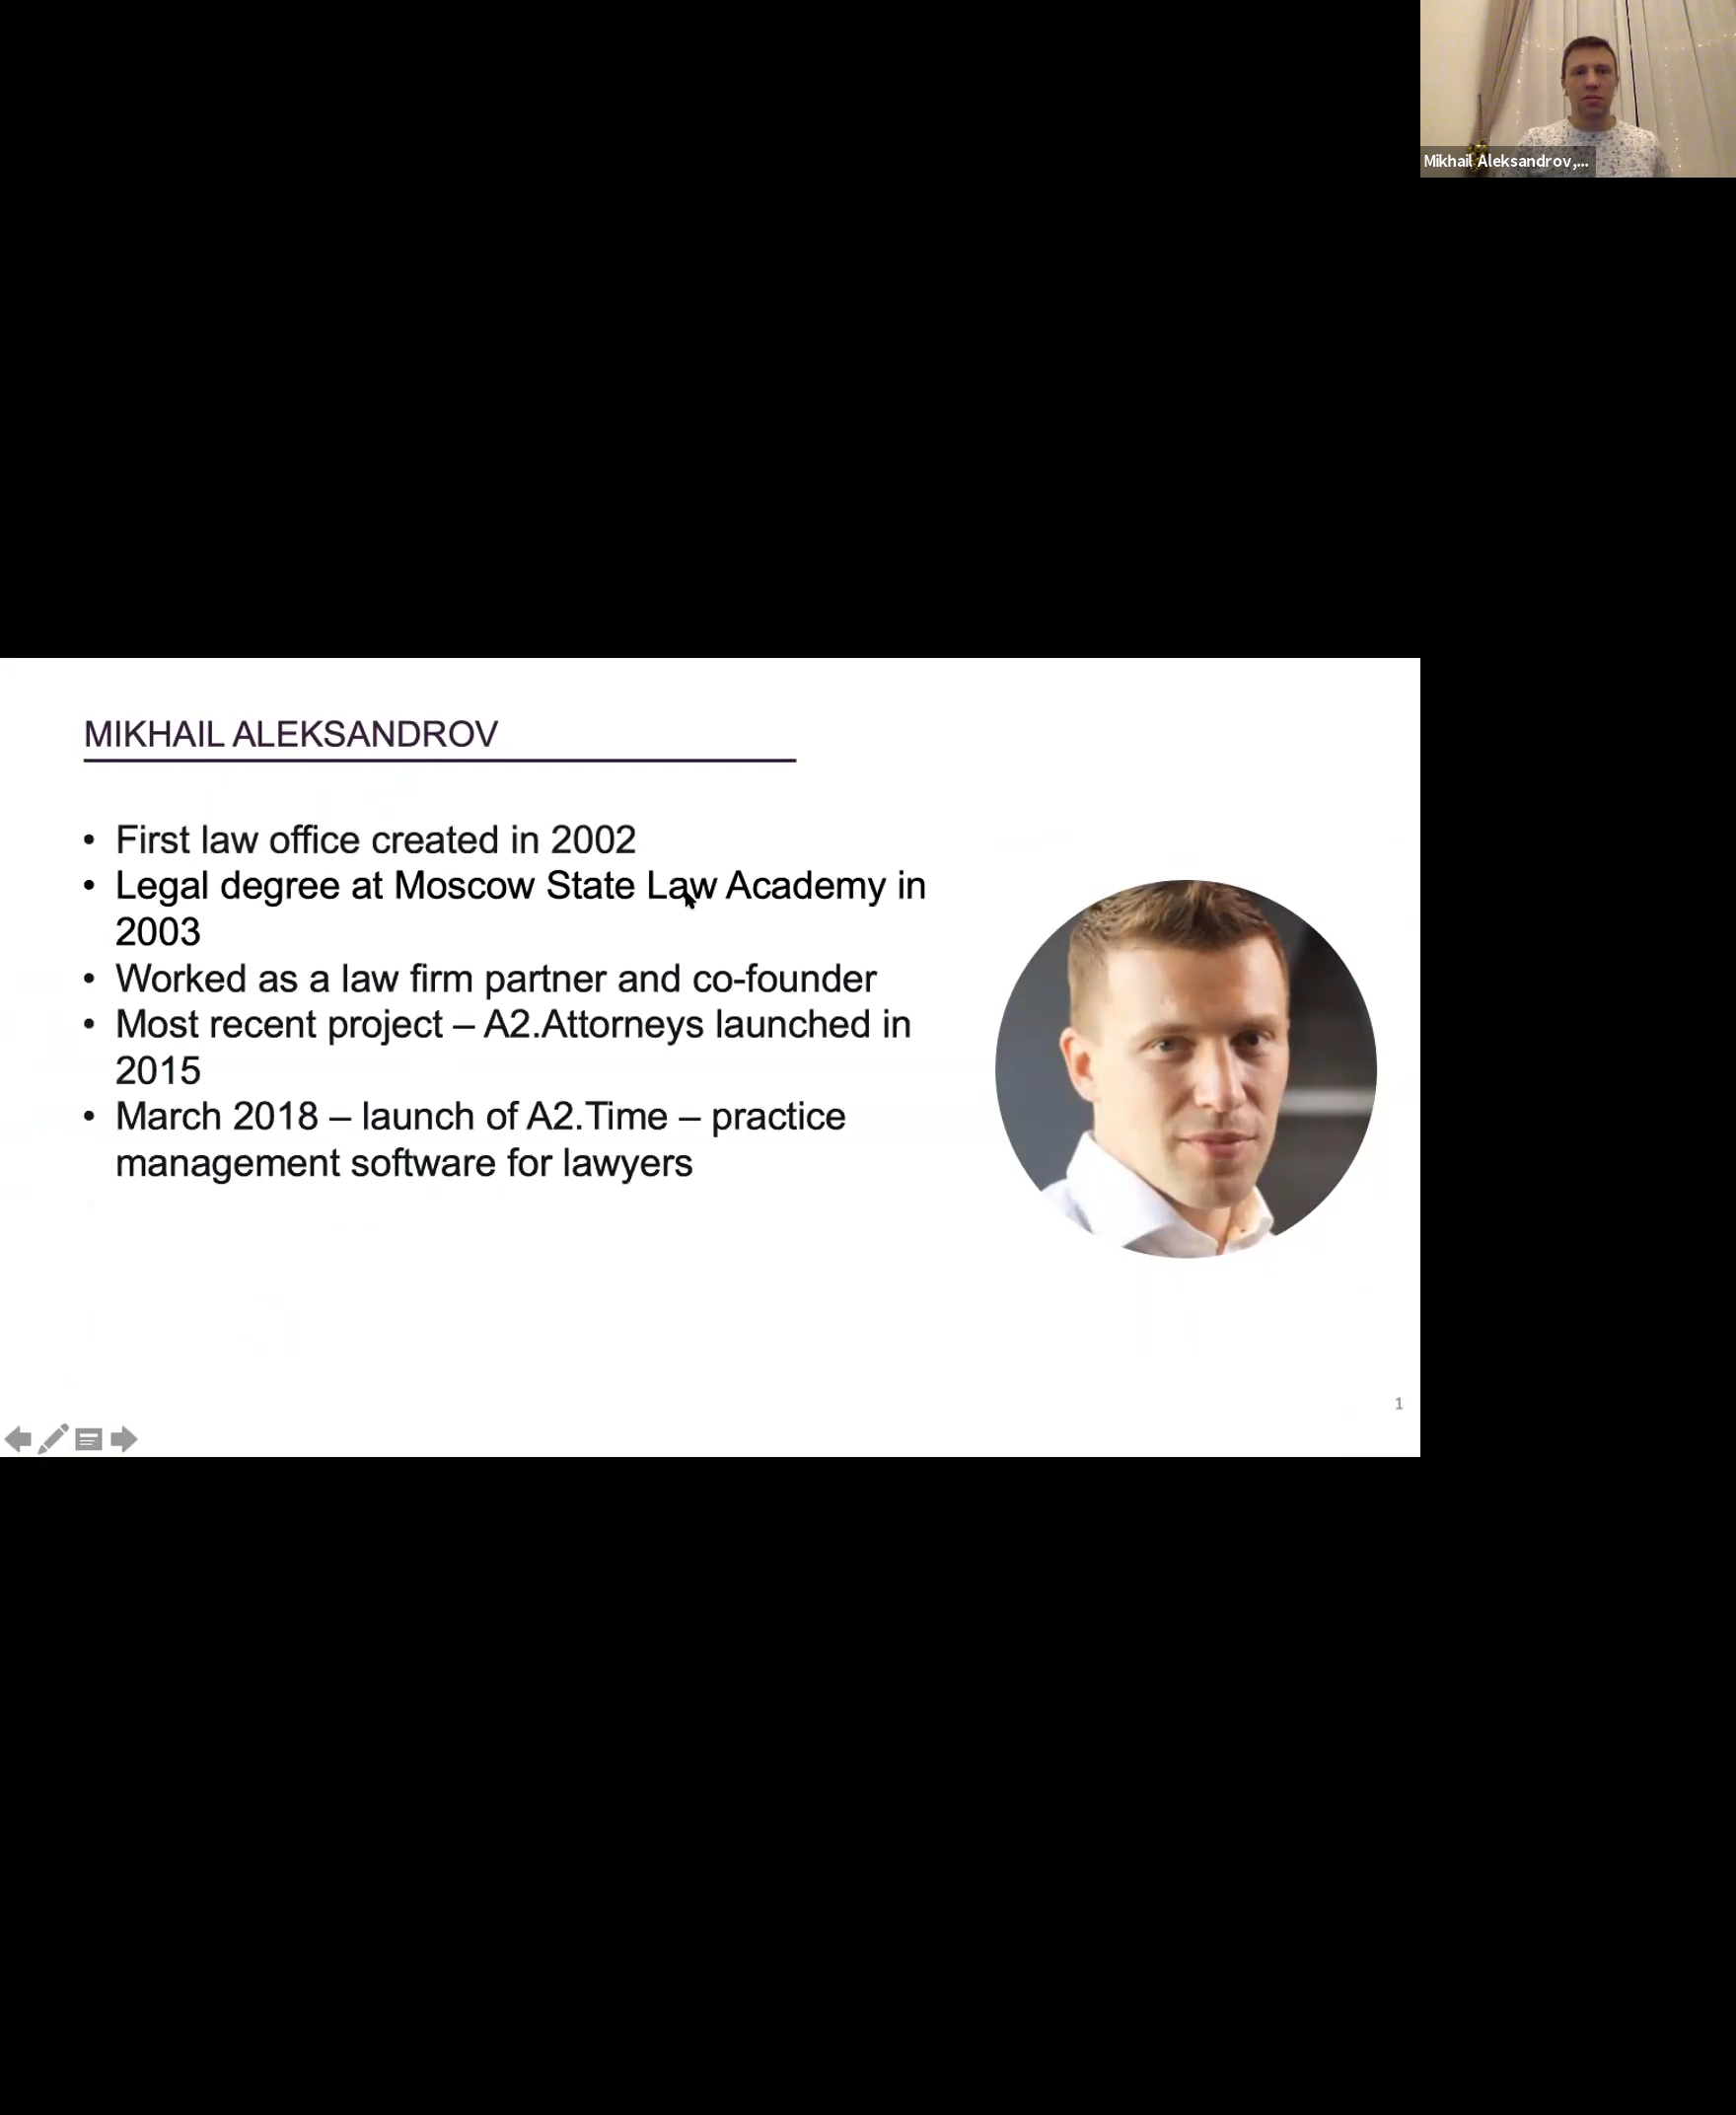 Mikhail Aleksandrov,...
MIKHAIL ALEKSANDROV
• First law office created in 2002
• Legal degree at Moscow State Law Academy in
2003
• Worked as a law firm partner and co-founder
• Most recent project – A2.Attorneys launched in
2015
• March 2018 – launch of A2.Time – practice
management software for lawyers
1